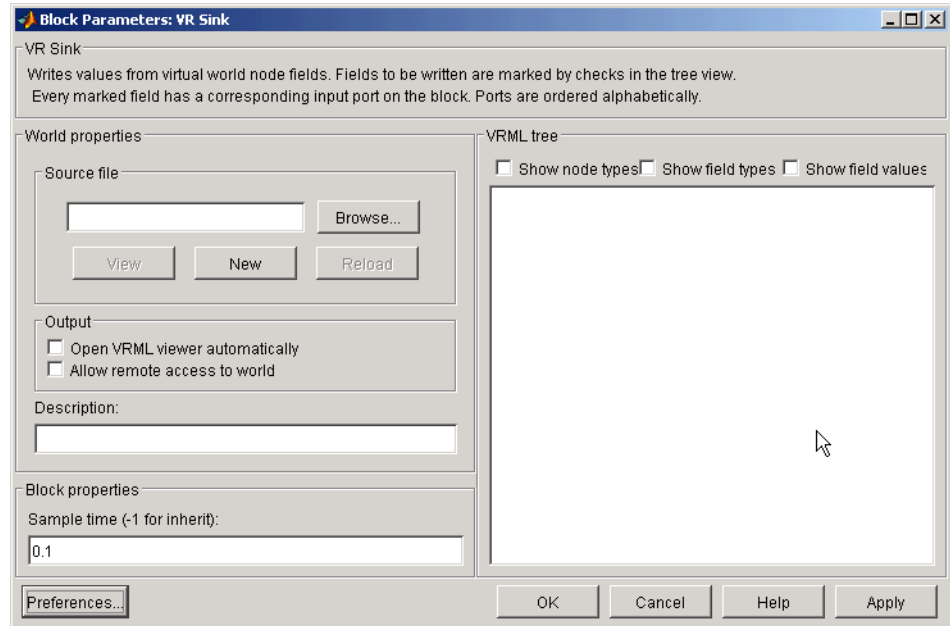 Block Parameters: VR Sink
VR Sink
Writes values from virtual world node fields. Fields to be written are marked by checks in the tree view.
Every marked field has a corresponding input port on the block. Ports are ordered alphabetically.
World properties
Source file
Browse...
View
New
Reload
Output
Open VRML viewer automatically
Allow remote access to world
Description:
Block properties
Sample time (-1 for inherit):
0.1
VRML tree
Show node types
Show field types
Show field values
Preferences...
OK
Cancel
Help
Apply